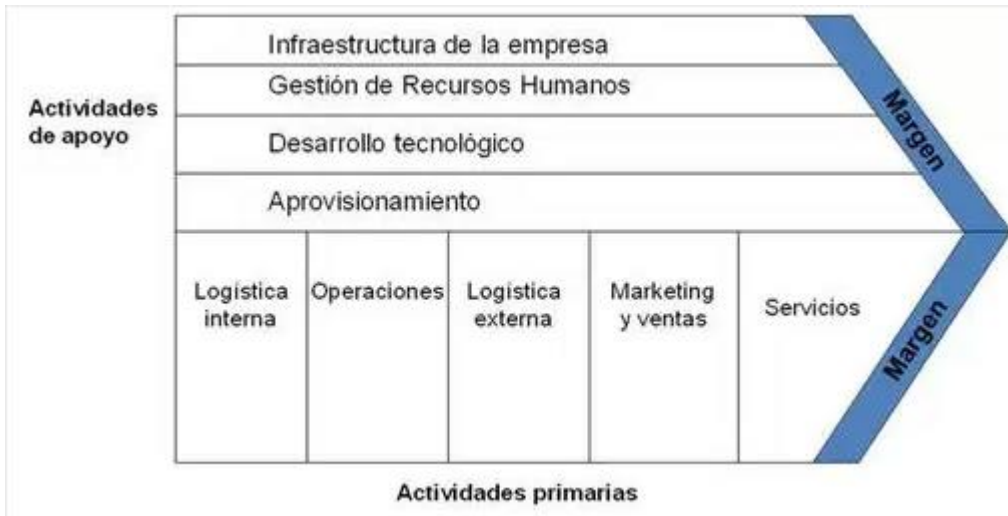 Infraestructura de la empresa
Gestión de Recursos Humanos
Actividades
de apoyo
Desarrollo tecnológico
Aprovisionamiento
Margen
Logística
interna
Operaciones
Logística
externa
Marketing
y ventas
Servicios
Margen
Actividades primarias